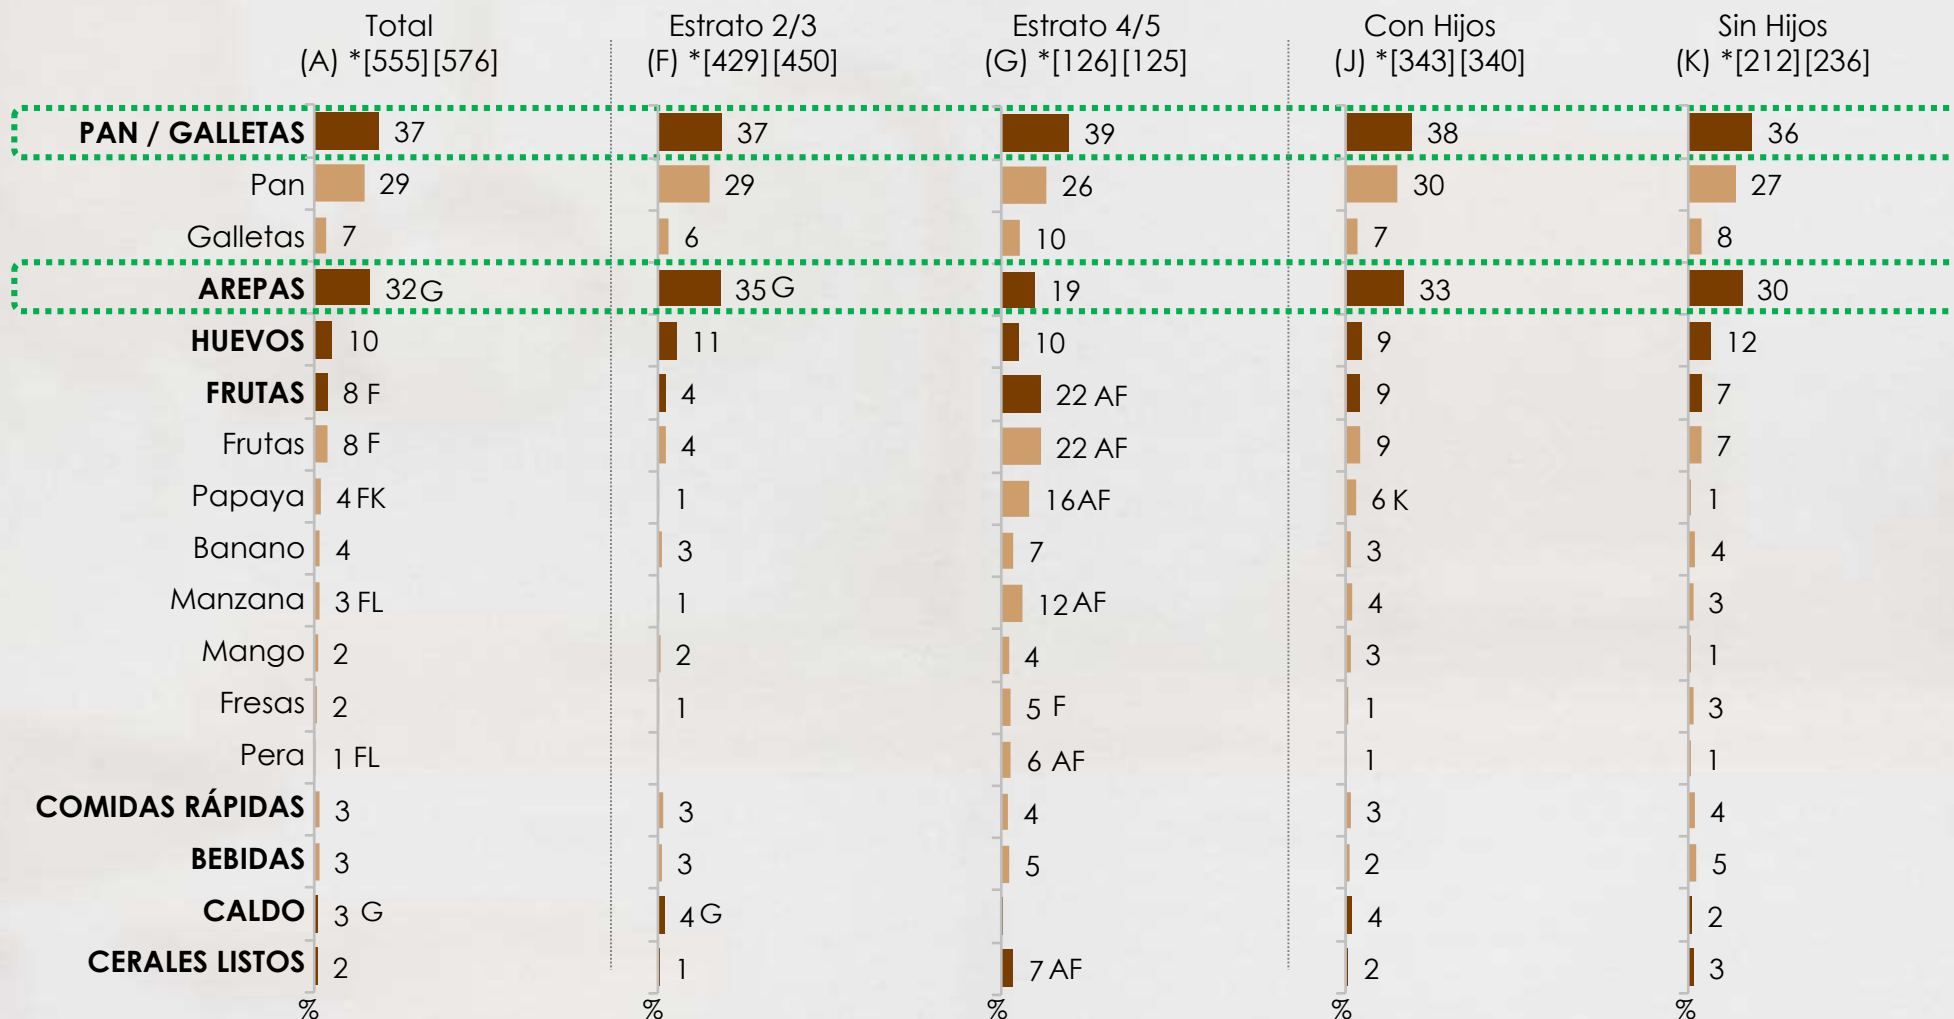 Total Estrato 2/3 Estrato 4/5 Con Hijos Sin Hijos
(A) *[555][576] (F) *[429][450] (G) *[126][125] (J) *[343][340] (K) *[212][236]
PAN / GALLETAS 37 37 39 38 36
Pan 29 29 26 30 27
Galletas 7 6 10 7 8
AREPAS 32 G 35 G 19 33 30
HUEVOS 10 11 10 9 12
FRUTAS 8 F 4 22 AF 9 7
Frutas 8 F 4 22 AF 9 7
Papaya 4 FK 1 16 AF 6 K 1
Banano 4 3 7 3 4
Manzana 3 FL 1 12 AF 4 3
Mango 2 2 4 3 1
Fresas 2 1 5 F 1 3
Pera 1 FL 6 AF 1 1
COMIDAS RÁPIDAS 3 3 4 3 4
BEBIDAS 3 3 5 2 5
CALDO 3 G 4 G 4 2
CERALES LISTOS 2 1 7 AF 2 3
% % % % %